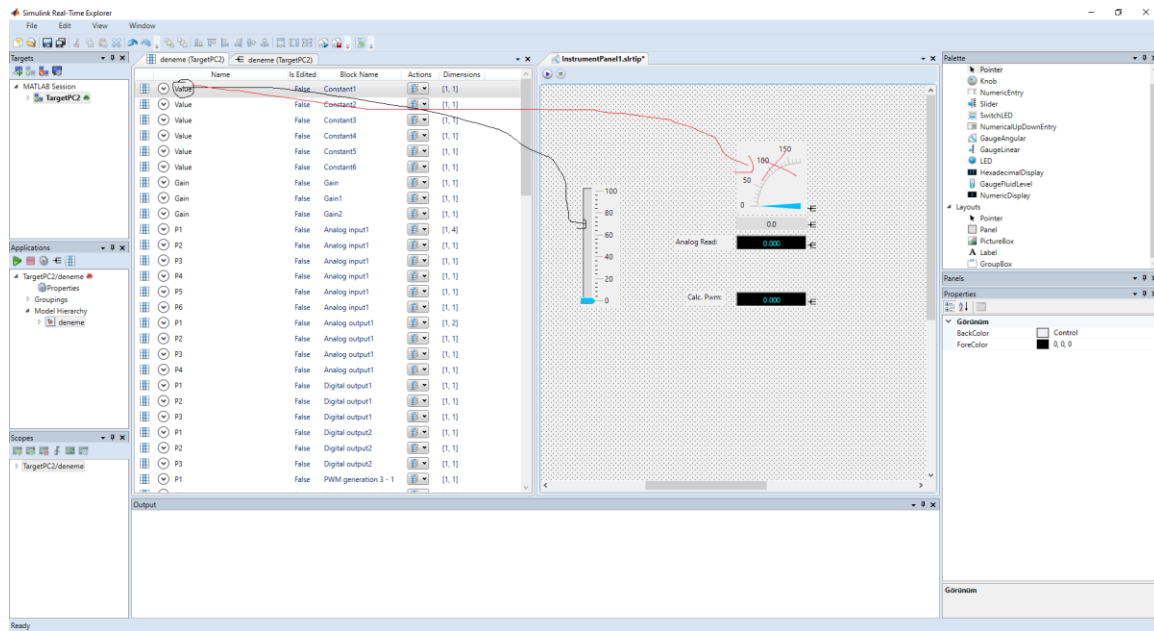 Simulink Real-Time Explorer
File Edit View Window
Targets
MATLAB Session
TargetPC2
Applications
TargetPC2/deneme
Properties
Groupings
Model Hierarchy
deneme
Scopes
TargetPC2/deneme
deneme (TargetPC2) deneme (TargetPC2)
Name Is Edited Block Name Actions Dimensions
Value False Constant1 [1, 1]
Value False Constant2 [1, 1]
Value False Constant3 [1, 1]
Value False Constant4 [1, 1]
Value False Constant5 [1, 1]
Value False Constant6 [1, 1]
Gain False Gain [1, 1]
Gain False Gain1 [1, 1]
Gain False Gain2 [1, 1]
P1 False Analog input1 [1, 4]
P2 False Analog input1 [1, 1]
P3 False Analog input1 [1, 1]
P4 False Analog input1 [1, 1]
P5 False Analog input1 [1, 1]
P6 False Analog input1 [1, 1]
P1 False Analog output1 [1, 2]
P2 False Analog output1 [1, 1]
P3 False Analog output1 [1, 1]
P4 False Analog output1 [1, 1]
P1 False Digital output1 [1, 1]
P2 False Digital output1 [1, 1]
P3 False Digital output1 [1, 1]
P1 False Digital output2 [1, 1]
P2 False Digital output2 [1, 1]
P3 False Digital output2 [1, 1]
P1 False PWM generation 3 - 1 [1, 1]
InstrumentPanel1.slrtip*
150
100
50
0
0.0
100
80
60
40
20
0
Analog Read: 0.000
Calc. Pwm: 0.000
Output
Palette
Pointer
Knob
NumericEntry
Slider
SwitchLED
NumericalUpDownEntry
GaugeAngular
GaugeLinear
LED
HexadecimalDisplay
GaugeFluidLevel
NumericDisplay
Layouts
Pointer
Panel
PictureBox
Label
GroupBox
Panels
Properties
Görünüm
BackColor Control
ForeColor 0, 0, 0
Görünüm
Ready